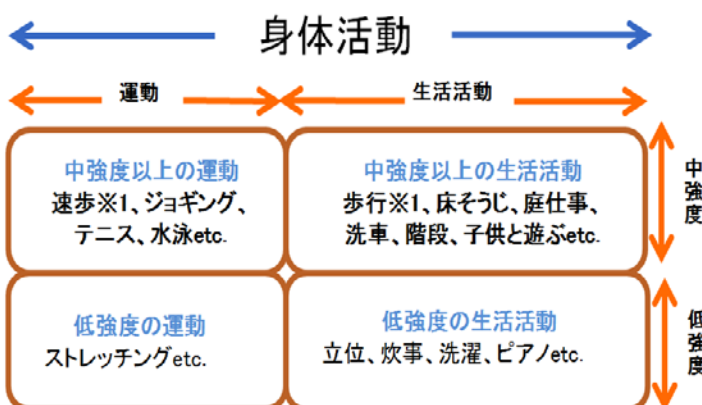 身体活動
運動
生活活動
中強度以上の運動
速歩※1、ジョギング、
テニス、水泳etc.
中強度以上の生活活動
歩行※1、床そうじ、庭仕事、
洗車、階段、子供と遊ぶetc.
中強度
低強度の運動
ストレッチングetc.
低強度の生活活動
立位、炊事、洗濯、ピアノetc.
低強度